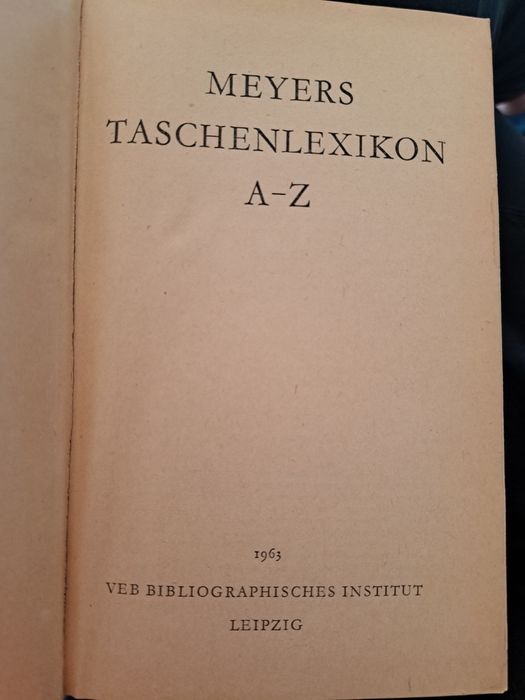 MEYERS
TASCHENLEXIKON
A–Z
1963
VEB BIBLIOGRAPHISCHES INSTITUT
LEIPZIG